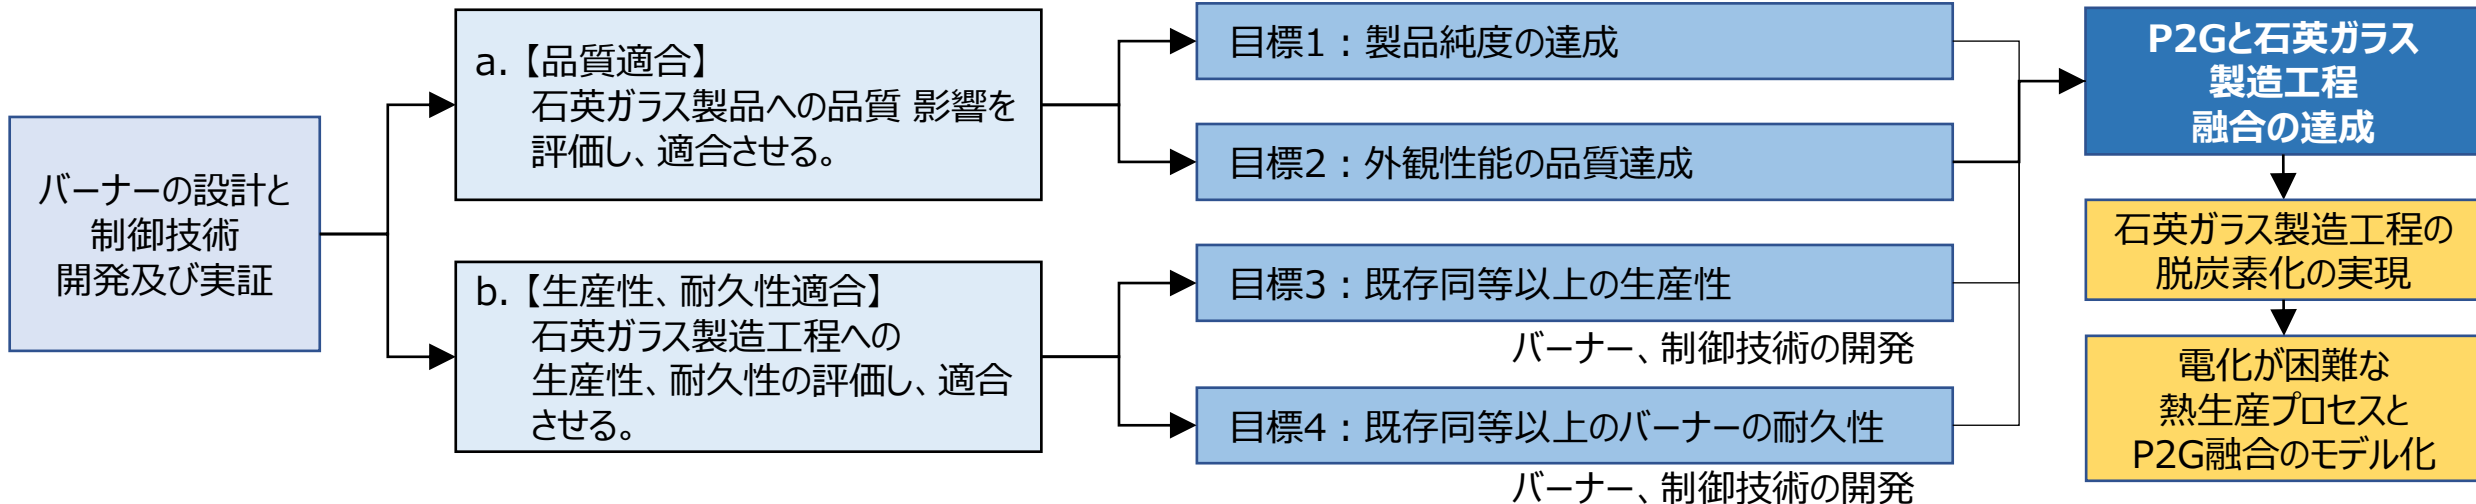 バーナーの設計と
制御技術
開発及び実証
a.【品質適合】
石英ガラス製品への品質 影響を
評価し、適合させる。
b.【生産性、耐久性適合】
石英ガラス製造工程への
生産性、耐久性の評価し、適合
させる。
目標1：製品純度の達成
目標2：外観性能の品質達成
目標3：既存同等以上の生産性
バーナー、制御技術の開発
目標4：既存同等以上のバーナーの耐久性
バーナー、制御技術の開発
P2Gと石英ガラス
製造工程
融合の達成
石英ガラス製造工程の
脱炭素化の実現
電化が困難な
熱生産プロセスと
P2G融合のモデル化